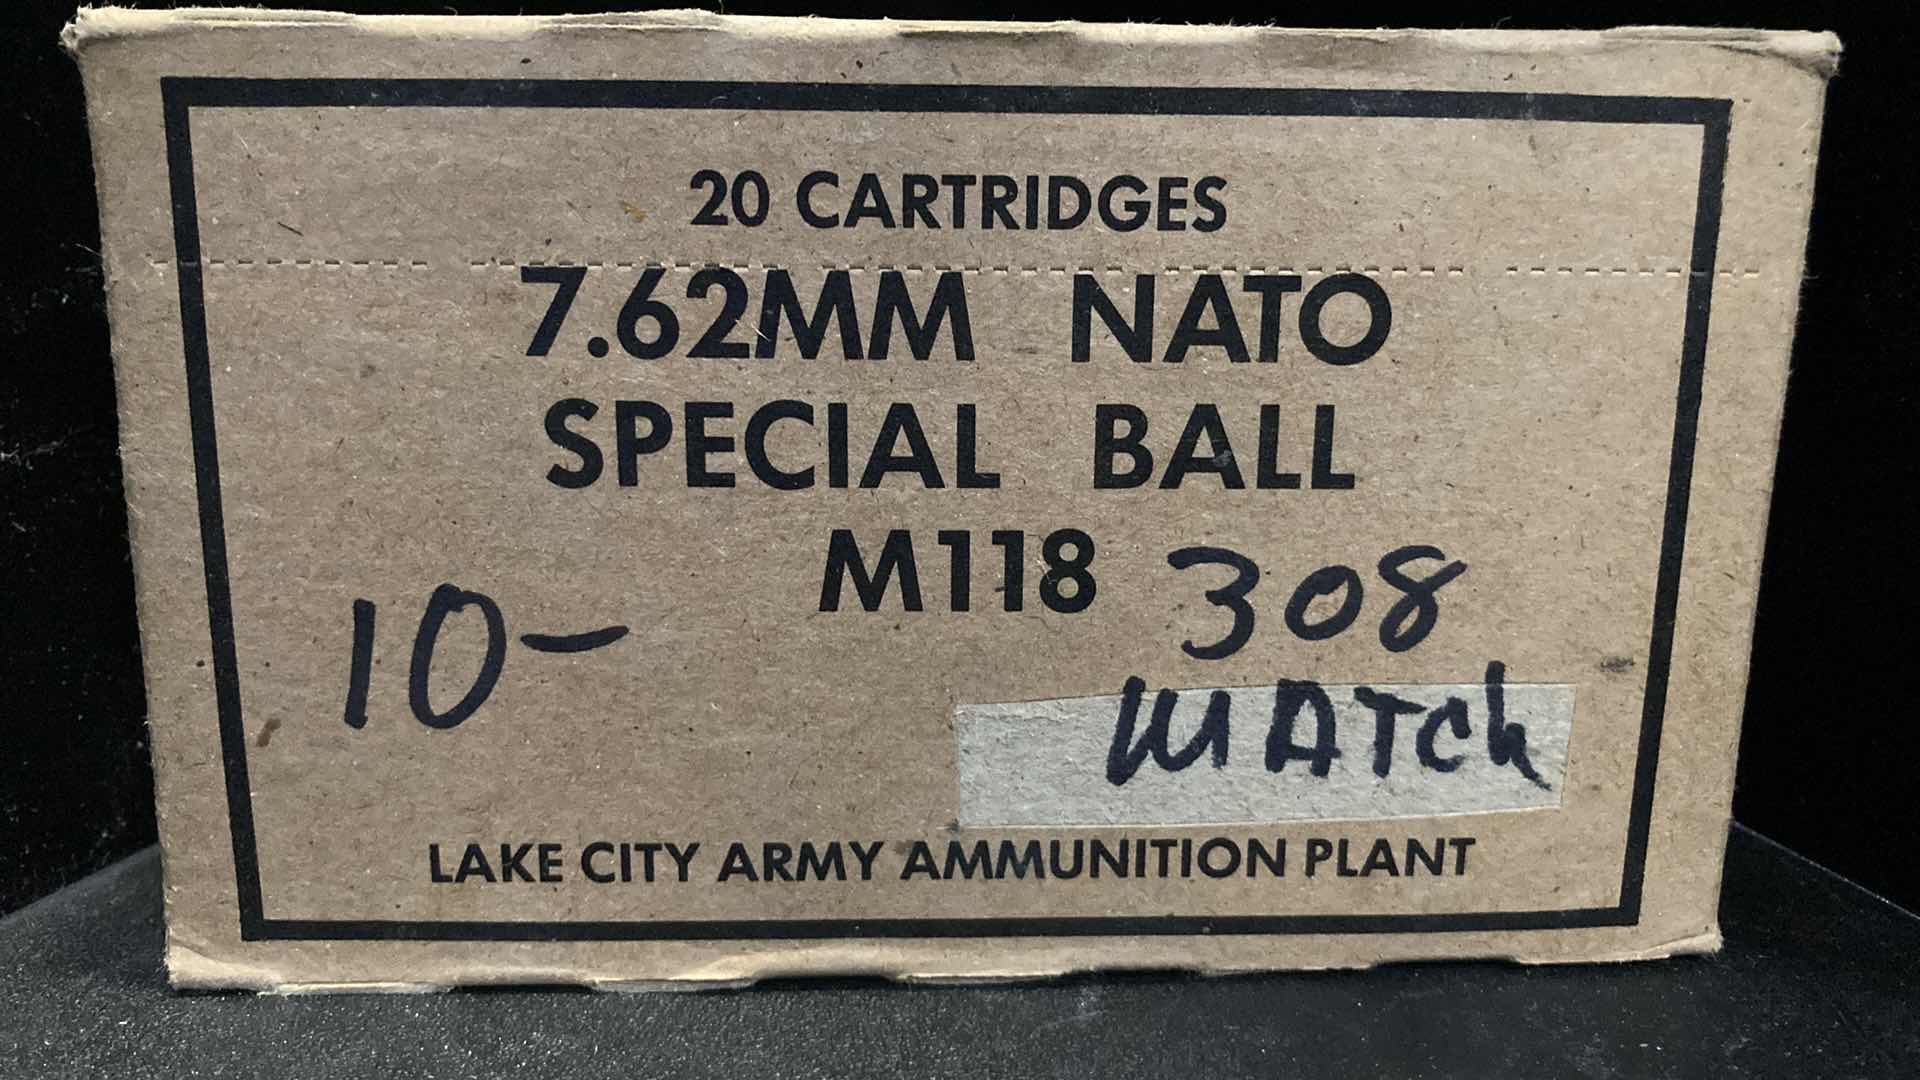 20 CARTRIDGES
7.62MM NATO
SPECIAL BALL
M118 308
10-
MATCh
LAKE CITY ARMY AMMUNITION PLANT